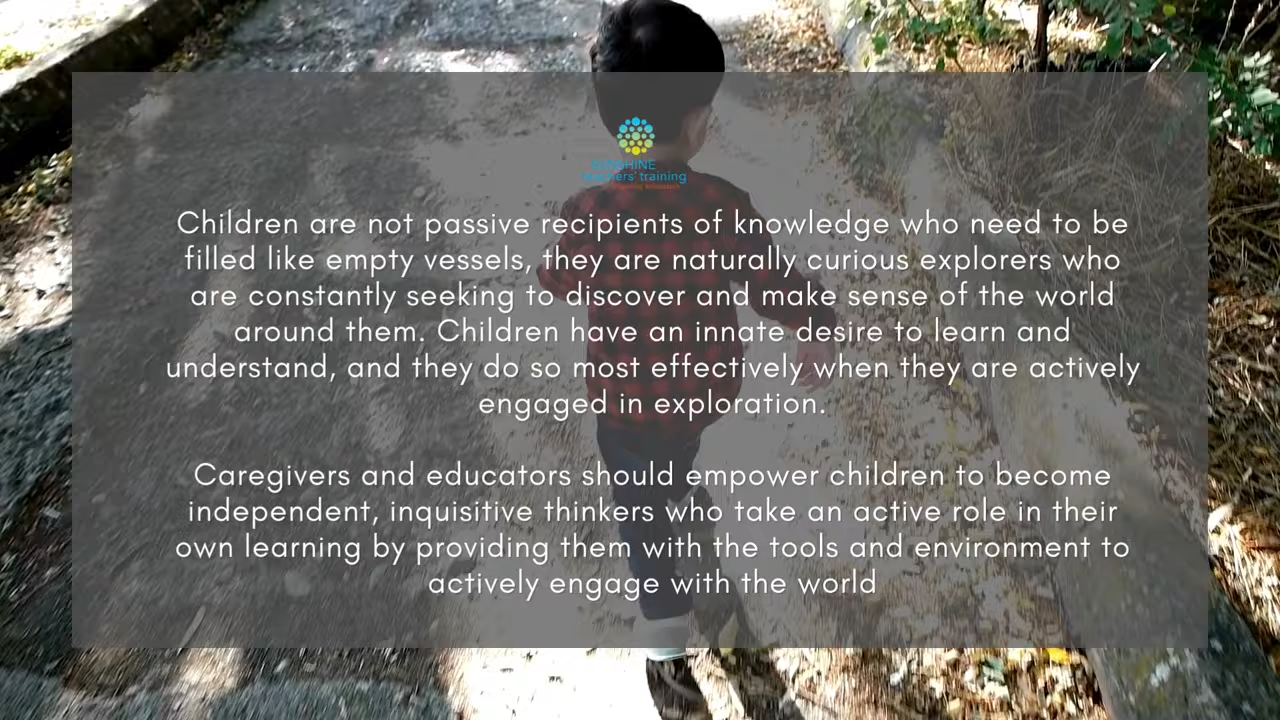 SUNSHINE
teachers' training
Children are not passive recipients of knowledge who need to be
filled like empty vessels, they are naturally curious explorers who
are constantly seeking to discover and make sense of the world
around them. Children have an innate desire to learn and
understand, and they do so most effectively when they are actively
engaged in exploration.
Caregivers and educators should empower children to become
independent, inquisitive thinkers who take an active role in their
own learning by providing them with the tools and environment to
actively engage with the world